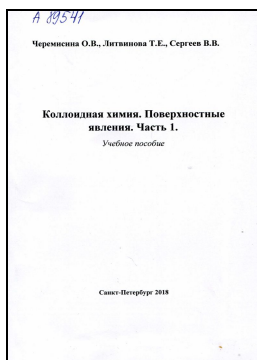 А 89541
Черемисина О.В., Литвинова Т.Е., Сергеев В.В.
Коллоидная химия. Поверхностные
явления. Часть 1.
Учебное пособие
Санкт-Петербург 2018